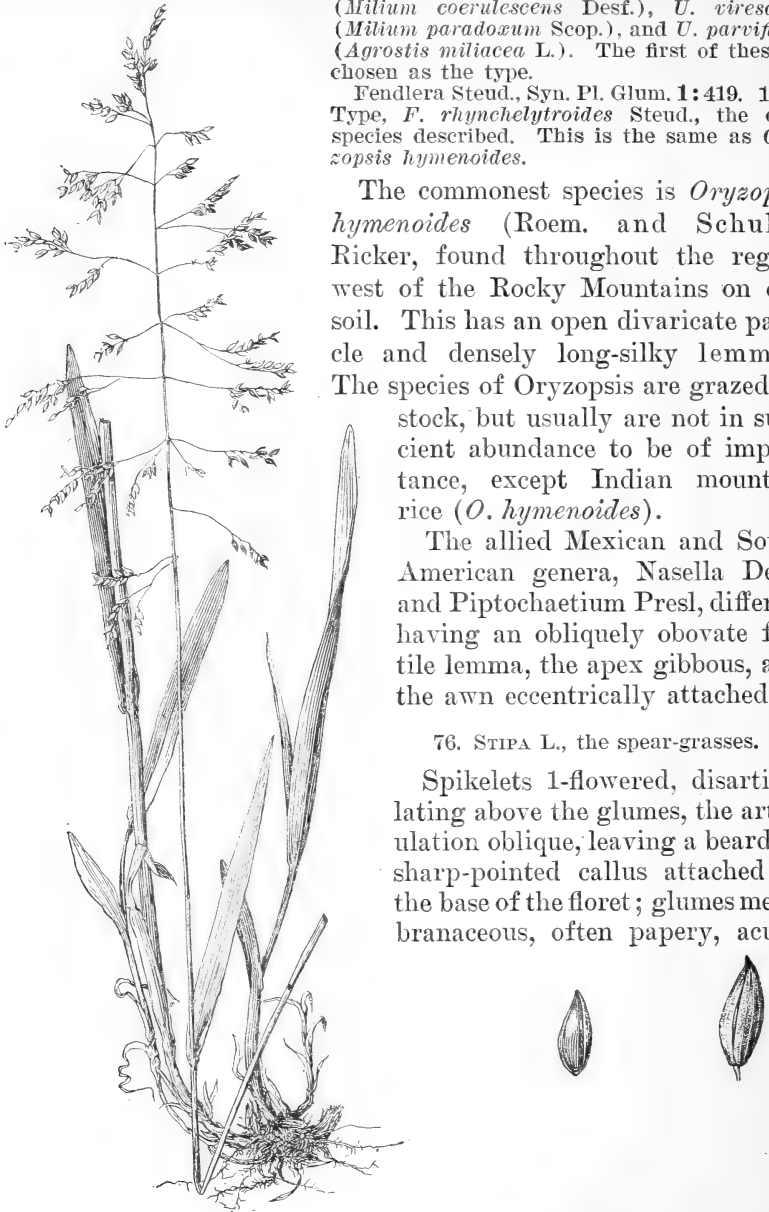 (Milium coerulescens Desf.), U. viresc
(Milium paradoxum Scop.), and U. parvifl
(Agrostis miliacea L.). The first of thes
chosen as the type.
Fendlera Steud., Syn. Pl. Glum. 1: 419. 1
Type, F. rhynchelytroides Steud., the o
species described. This is the same as O
zopsis hymenoides.
The commonest species is Oryzop
hymenoides (Roem. and Schul
Ricker, found throughout the reg
west of the Rocky Mountains on d
soil. This has an open divaricate pa
cle and densely long-silky lemm
The species of Oryzopsis are grazed
stock, but usually are not in su
cient abundance to be of imp
tance, except Indian mount
rice (O. hymenoides).
The allied Mexican and Sou
American genera, Nasella De
and Piptochaetium Presl, differ
having an obliquely obovate f
tile lemma, the apex gibbous, a
the awn eccentrically attached
76. STIPA L., the spear-grasses.
Spikelets 1-flowered, disarti
lating above the glumes, the art
ulation oblique, leaving a beard
sharp-pointed callus attached
the base of the floret; glumes me
branaceous, often papery, acu